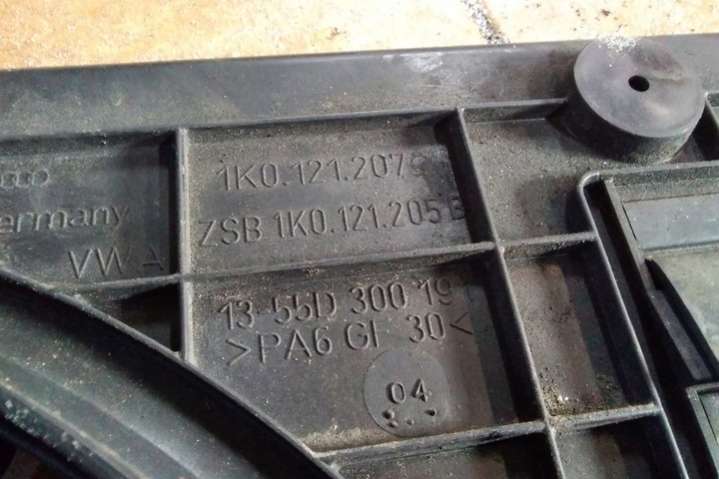 1K0.121.207
ZSB 1K0.121.205
ermany
VW A
13 55D 300 19
>PA6 GF 30<
04